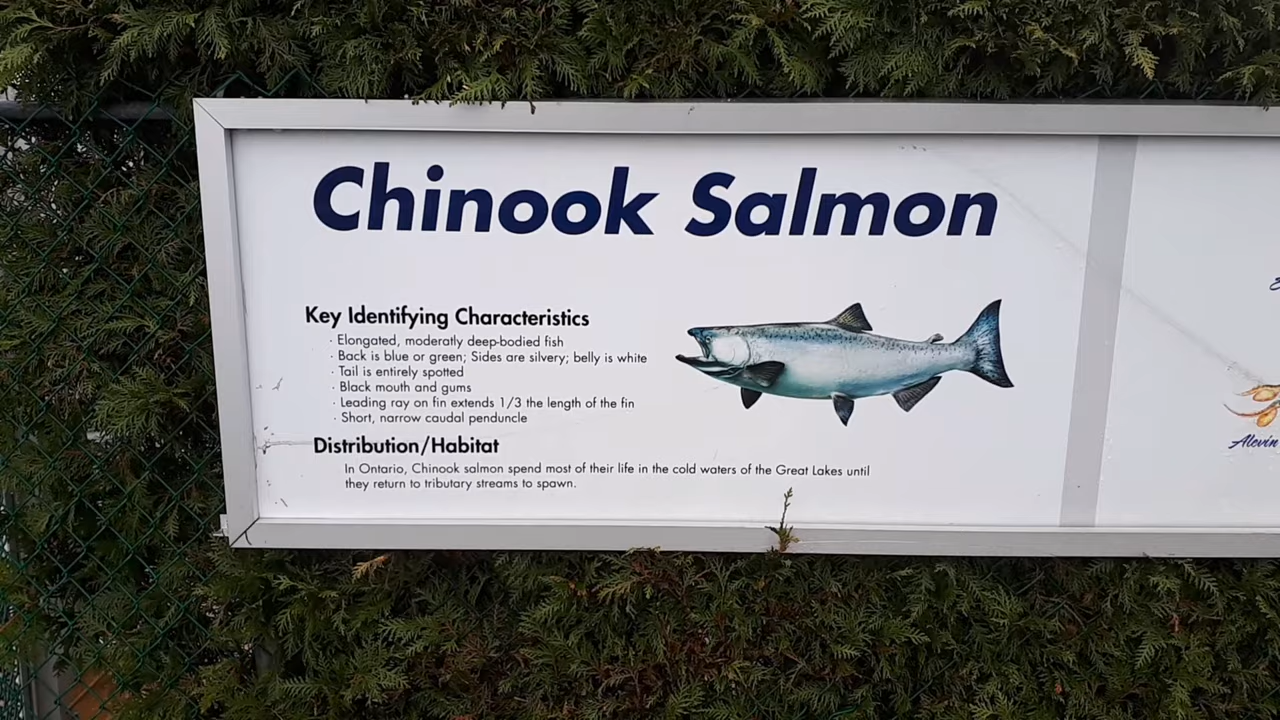 Chinook Salmon
Key Identifying Characteristics
· Elongated, moderatly deep-bodied fish
· Back is blue or green; Sides are silvery; belly is white
· Tail is entirely spotted
· Black mouth and gums
· Leading ray on fin extends 1/3 the length of the fin
· Short, narrow caudal penduncle
Distribution/Habitat
In Ontario, Chinook salmon spend most of their life in the cold waters of the Great Lakes until
they return to tributary streams to spawn.
Alevin